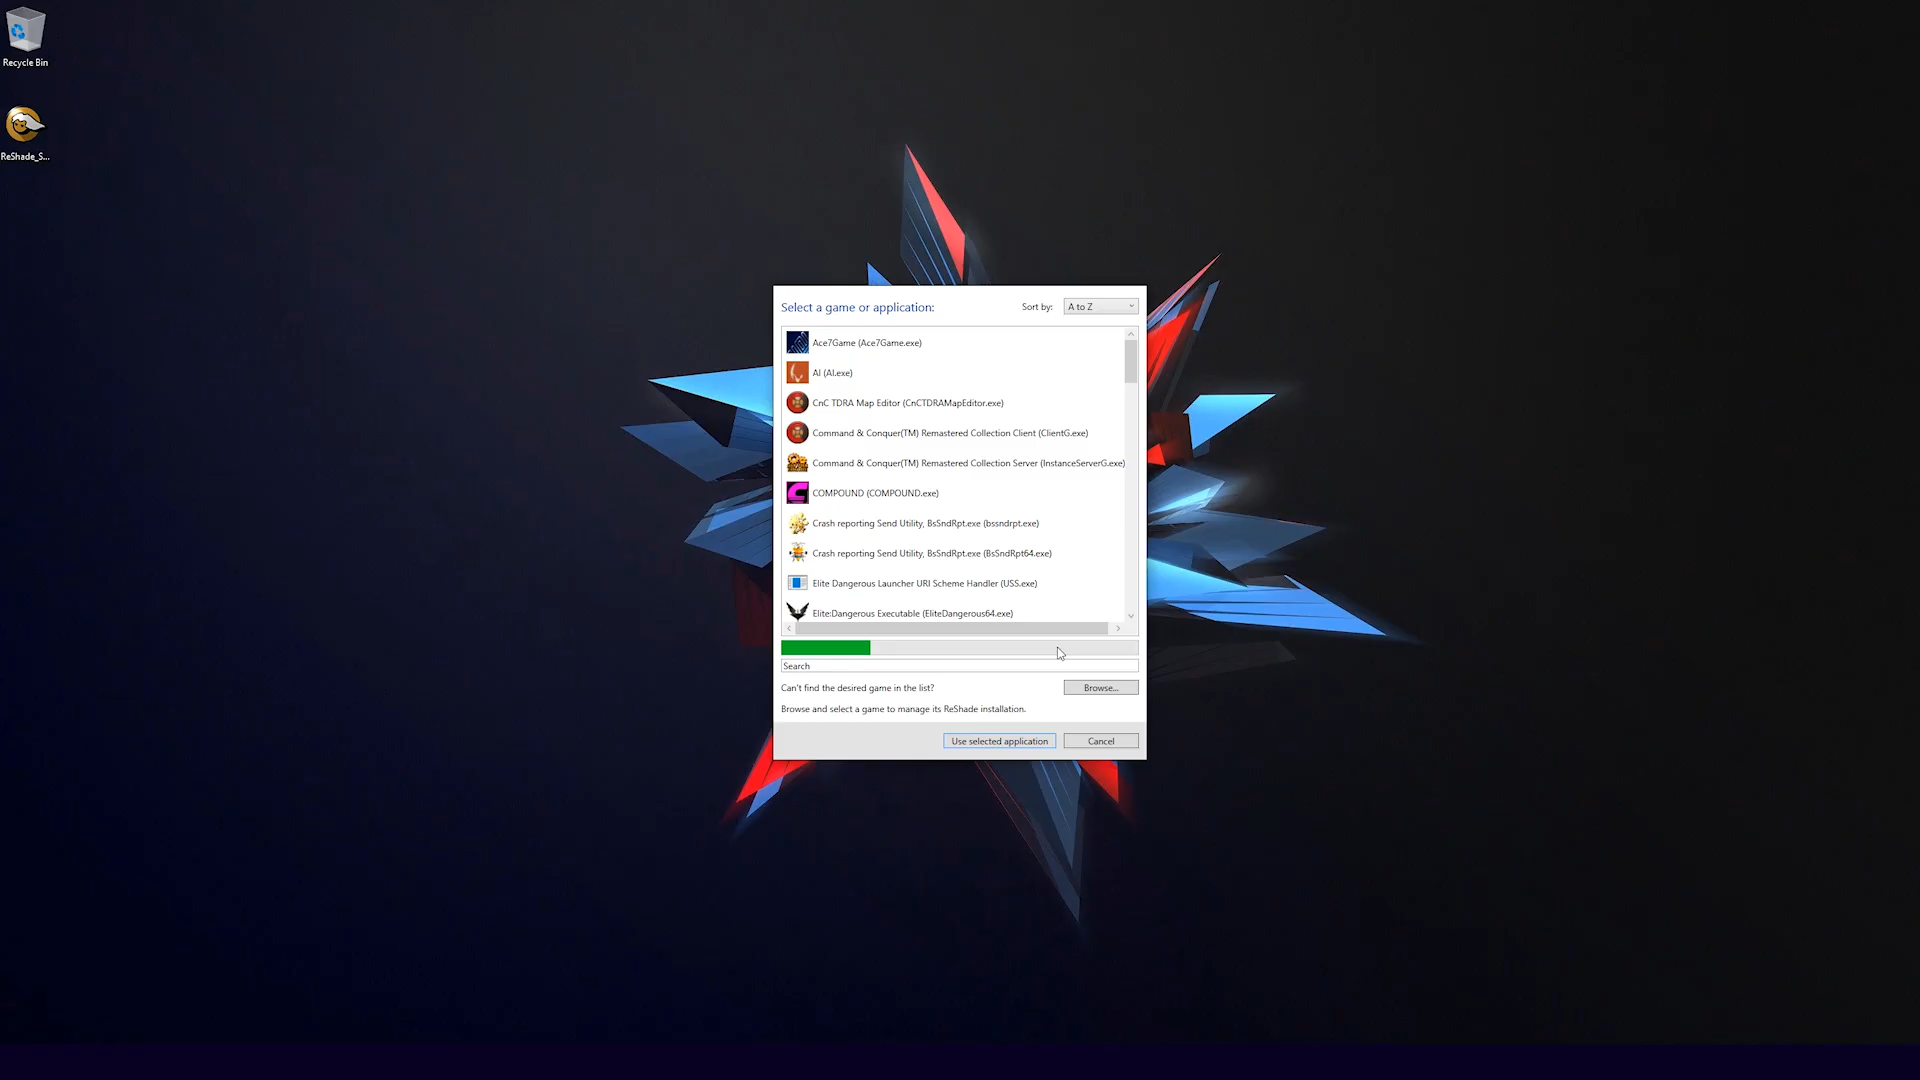 Recycle Bin
ReShade_S...
Select a game or application:
Sort by:
A to Z
Ace7Game (Ace7Game.exe)
AI (AI.exe)
CnC TDRA Map Editor (CnCTDRAMapEditor.exe)
Command & Conquer(TM) Remastered Collection Client (ClientG.exe)
Command & Conquer(TM) Remastered Collection Server (InstanceServerG.exe)
COMPOUND (COMPOUND.exe)
Crash reporting Send Utility, BsSndRpt.exe (bssndrpt.exe)
Crash reporting Send Utility, BsSndRpt.exe (BsSndRpt64.exe)
Elite Dangerous Launcher URI Scheme Handler (USS.exe)
Elite:Dangerous Executable (EliteDangerous64.exe)
Search
Can't find the desired game in the list?
Browse...
Browse and select a game to manage its ReShade installation.
Use selected application
Cancel